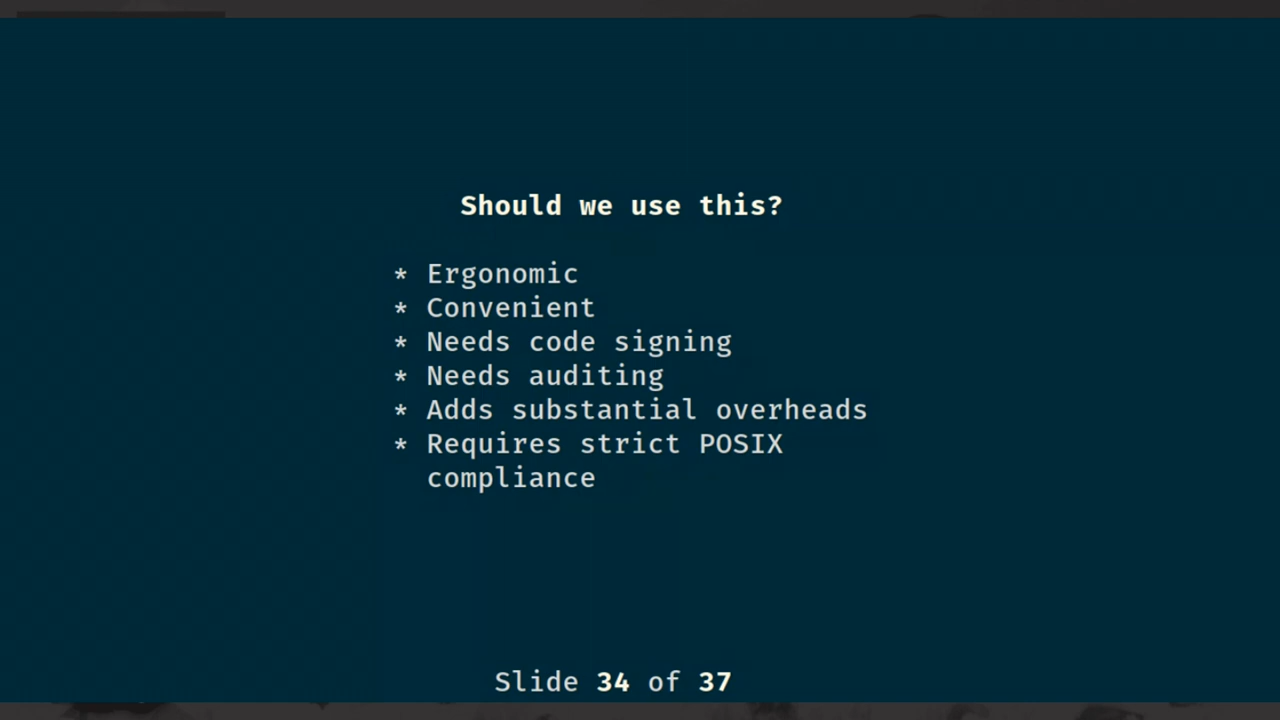 Should we use this?
* Ergonomic
* Convenient
* Needs code signing
* Needs auditing
* Adds substantial overheads
* Requires strict POSIX
compliance
Slide 34 of 37